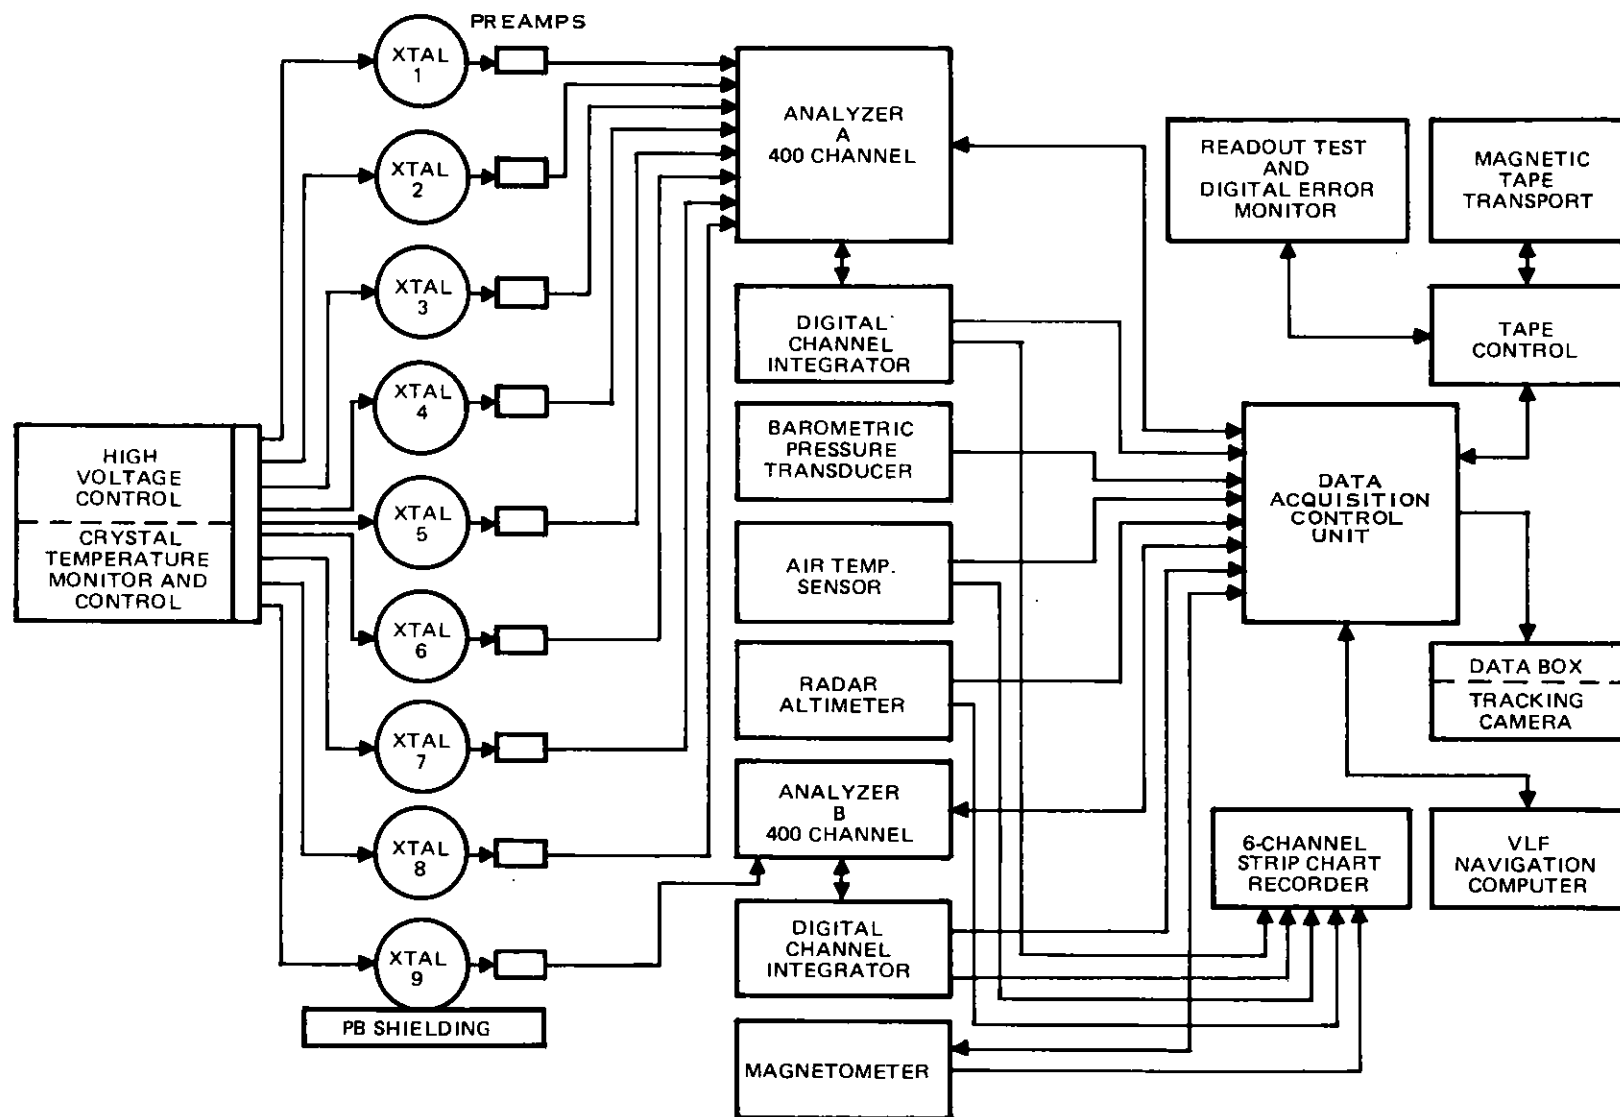 PREAMPS
XTAL
1
XTAL
2
XTAL
3
XTAL
4
XTAL
5
XTAL
6
XTAL
7
XTAL
8
XTAL
9
PB SHIELDING
HIGH
VOLTAGE
CONTROL
CRYSTAL
TEMPERATURE
MONITOR AND
CONTROL
ANALYZER
A
400 CHANNEL
DIGITAL
CHANNEL
INTEGRATOR
BAROMETRIC
PRESSURE
TRANSDUCER
AIR TEMP.
SENSOR
RADAR
ALTIMETER
ANALYZER
B
400 CHANNEL
DIGITAL
CHANNEL
INTEGRATOR
MAGNETOMETER
READOUT TEST
AND
DIGITAL ERROR
MONITOR
MAGNETIC
TAPE
TRANSPORT
TAPE
CONTROL
DATA
ACQUISITION
CONTROL
UNIT
DATA BOX
TRACKING
CAMERA
6-CHANNEL
STRIP CHART
RECORDER
VLF
NAVIGATION
COMPUTER